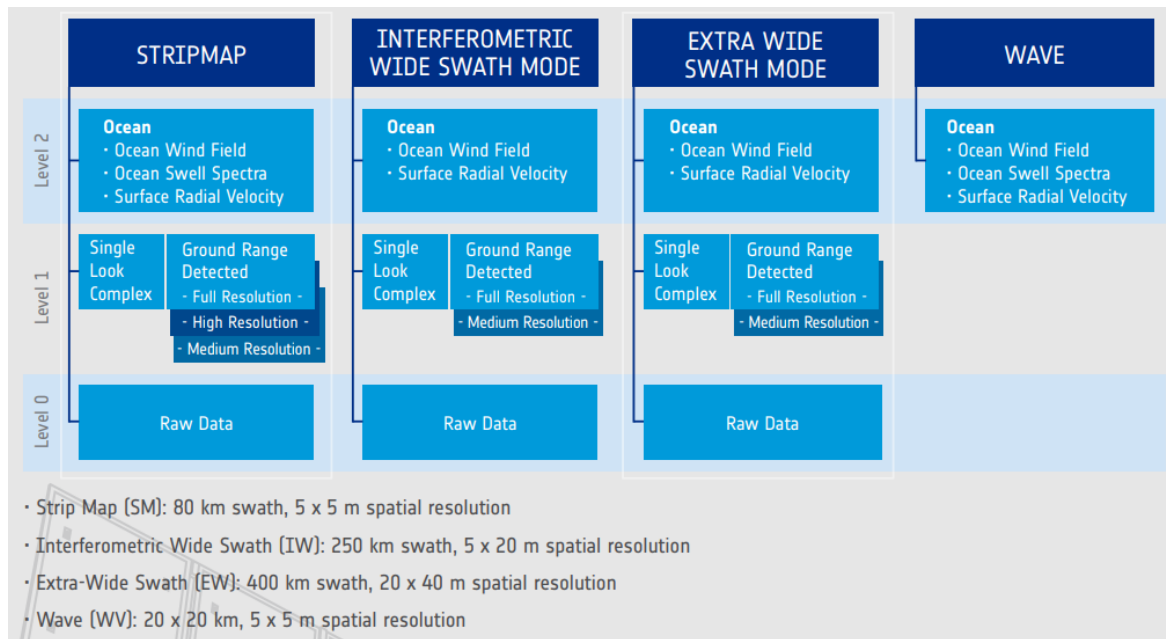 STRIPMAP
INTERFEROMETRIC
WIDE SWATH MODE
EXTRA WIDE
SWATH MODE
WAVE
Level 2
Ocean
· Ocean Wind Field
· Ocean Swell Spectra
· Surface Radial Velocity
Ocean
· Ocean Wind Field
· Surface Radial Velocity
Ocean
· Ocean Wind Field
· Surface Radial Velocity
Ocean
· Ocean Wind Field
· Ocean Swell Spectra
· Surface Radial Velocity
Level 1
Single
Look
Complex
Ground Range
Detected
- Full Resolution -
- High Resolution -
- Medium Resolution -
Single
Look
Complex
Ground Range
Detected
- Full Resolution -
- Medium Resolution -
Single
Look
Complex
Ground Range
Detected
- Full Resolution -
- Medium Resolution -
Level 0
Raw Data
Raw Data
Raw Data
· Strip Map (SM): 80 km swath, 5 x 5 m spatial resolution
· Interferometric Wide Swath (IW): 250 km swath, 5 x 20 m spatial resolution
· Extra-Wide Swath (EW): 400 km swath, 20 x 40 m spatial resolution
· Wave (WV): 20 x 20 km, 5 x 5 m spatial resolution